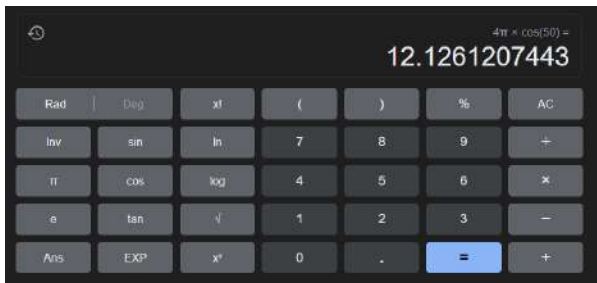 4π × cos(50) =
12.1261207443
Rad | Deg x! ( ) % AC
Inv sin ln 7 8 9 ÷
π cos log 4 5 6 ×
e tan √ 1 2 3 −
Ans EXP xʸ 0 . = +